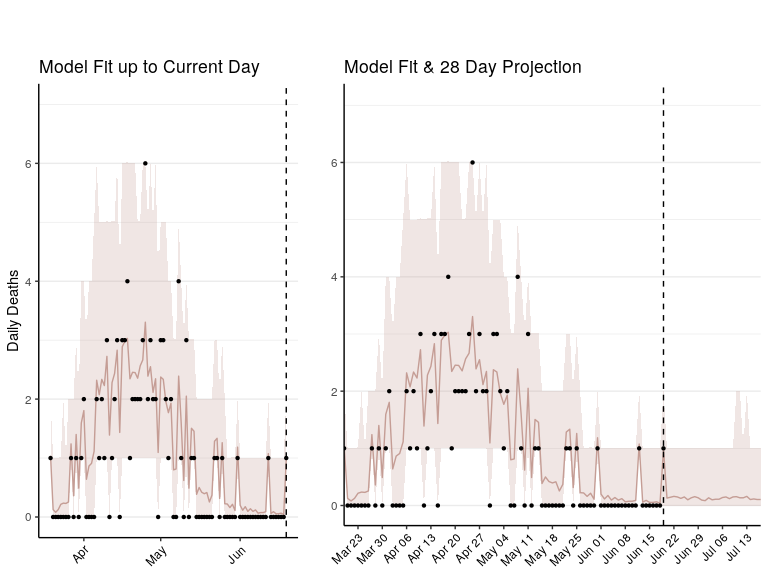 Model Fit up to Current Day
Model Fit & 28 Day Projection
Daily Deaths
6
4
2
0
Apr
May
Jun
6
4
2
0
Mar 23
Mar 30
Apr 06
Apr 13
Apr 20
Apr 27
May 04
May 11
May 18
May 25
Jun 01
Jun 08
Jun 15
Jun 22
Jun 29
Jul 06
Jul 13